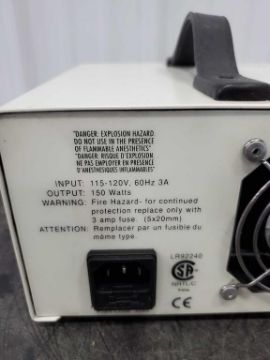 "DANGER: EXPLOSION HAZARD.
DO NOT USE IN THE PRESENCE
OF FLAMMABLE ANESTHETICS"
"DANGER: RISQUE D'EXPLOSION
NE PAS EMPLOYER EN PRESENCE
D'ANESTHESIQUES INFLAMMABLES"
INPUT: 115-120V, 60Hz 3A
OUTPUT: 150 Watts
WARNING: Fire Hazard- for continued
protection replace only with
3 amp fuse. (5x20mm)
ATTENTION: Remplacer par un fusible du
même type.
LR92240
NRTL/C
CE